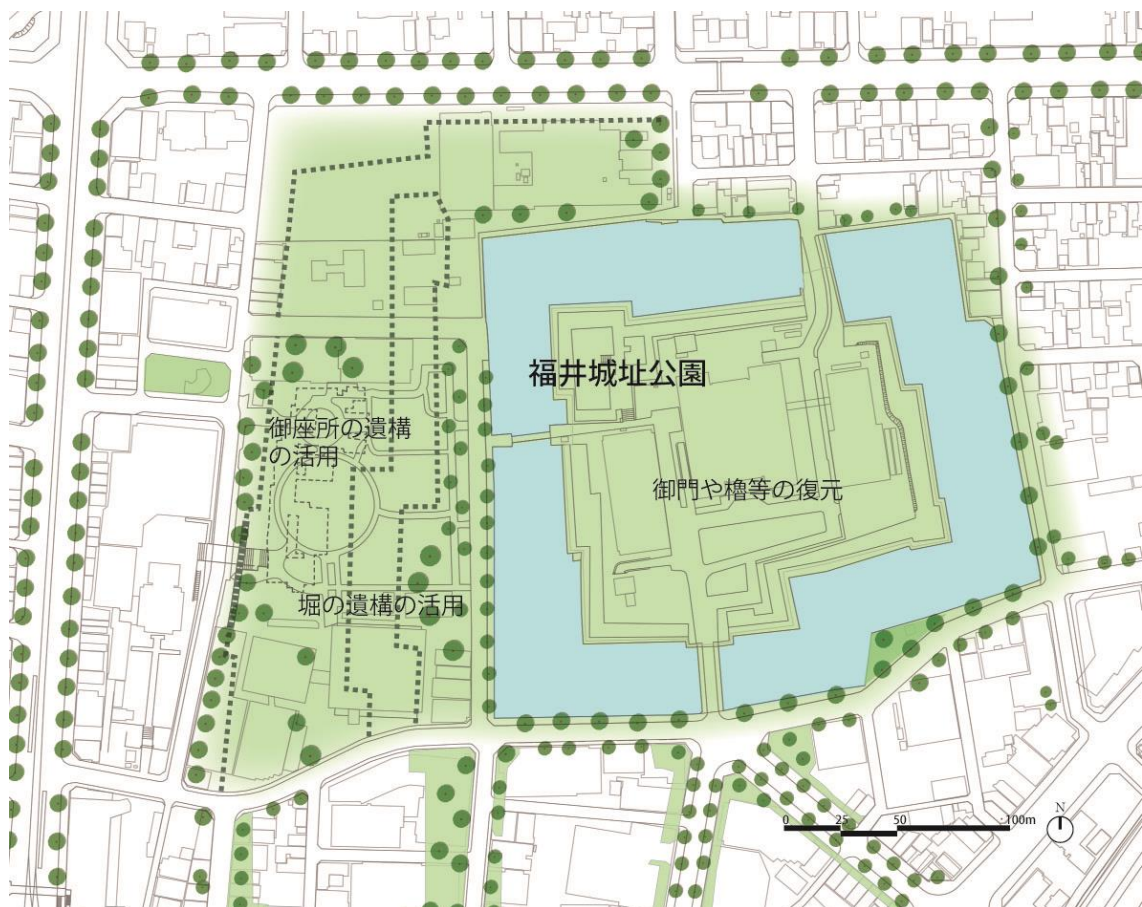 福井城址公園
御座所の遺構
の活用
御門や櫓等の復元
堀の遺構の活用
N
0 25 50 100m